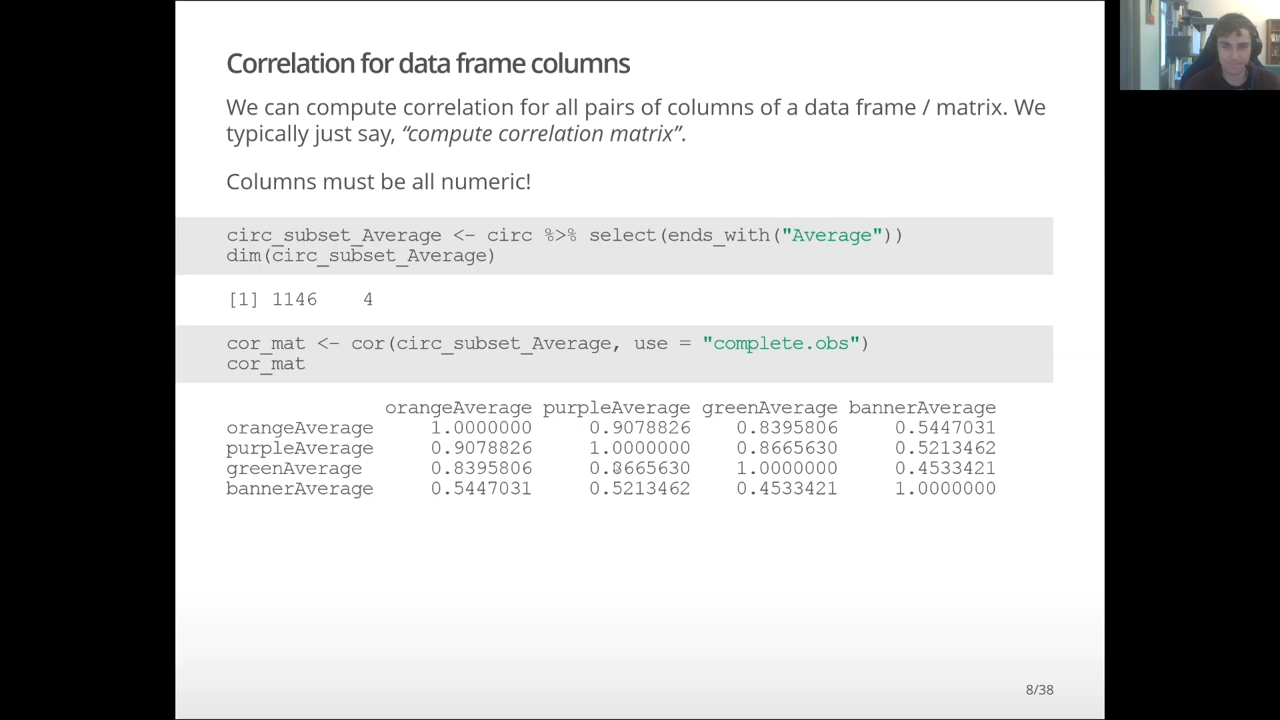 Correlation for data frame columns
We can compute correlation for all pairs of columns of a data frame / matrix. We
typically just say, “compute correlation matrix”.
Columns must be all numeric!
circ_subset_Average <- circ %>% select(ends_with("Average"))
dim(circ_subset_Average)
[1] 1146    4
cor_mat <- cor(circ_subset_Average, use = "complete.obs")
cor_mat
orangeAverage purpleAverage greenAverage bannerAverage
orangeAverage 1.0000000 0.9078826 0.8395806 0.5447031
purpleAverage 0.9078826 1.0000000 0.8665630 0.5213462
greenAverage 0.8395806 0.8665630 1.0000000 0.4533421
bannerAverage 0.5447031 0.5213462 0.4533421 1.0000000
8/38